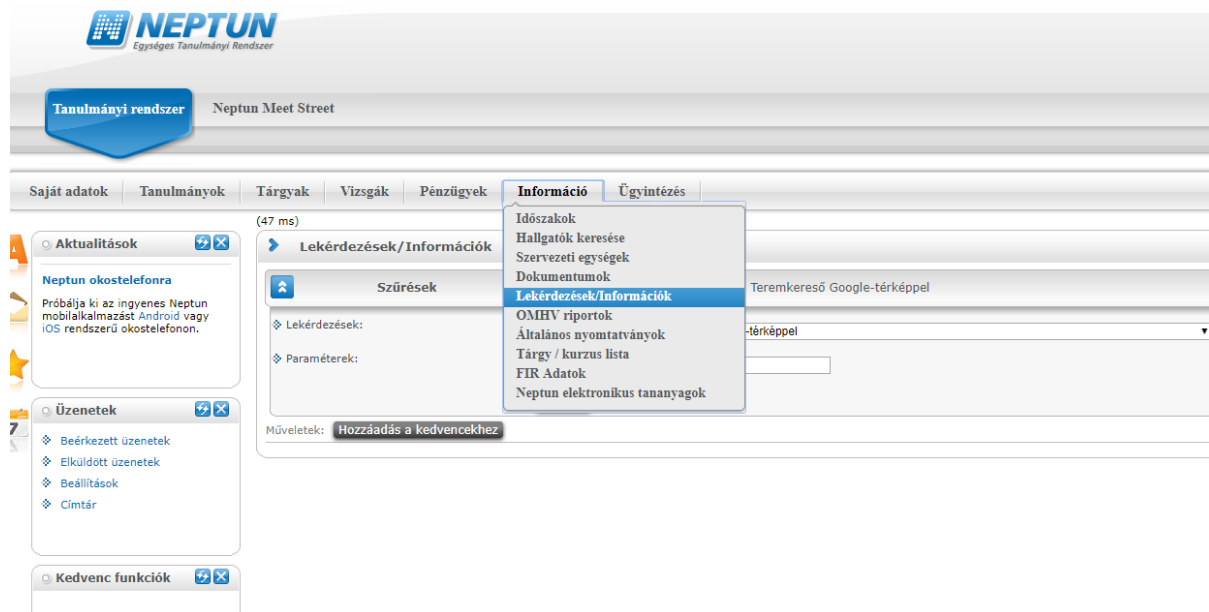 NEPTUN
Egységes Tanulmányi Rendszer
Tanulmányi rendszer
Neptun Meet Street
Saját adatok Tanulmányok Tárgyak Vizsgák Pénzügyek Információ Ügyintézés
Időszakok
Hallgatók keresése
Szervezeti egységek
Dokumentumok
Lekérdezések/Információk
OMHV riportok
Általános nyomtatványok
Tárgy / kurzus lista
FIR Adatok
Neptun elektronikus tananyagok
(47 ms)
Lekérdezések/Információk
Szűrések
Teremkereső Google-térképpel
Lekérdezések:
-térképpel
Paraméterek:
Műveletek: Hozzáadás a kedvencekhez
Aktualitások
Neptun okostelefonra
Próbálja ki az ingyenes Neptun
mobilalkalmazást Android vagy
iOS rendszerű okostelefonon.
Üzenetek
Beérkezett üzenetek
Elküldött üzenetek
Beállítások
Címtár
Kedvenc funkciók
A
7